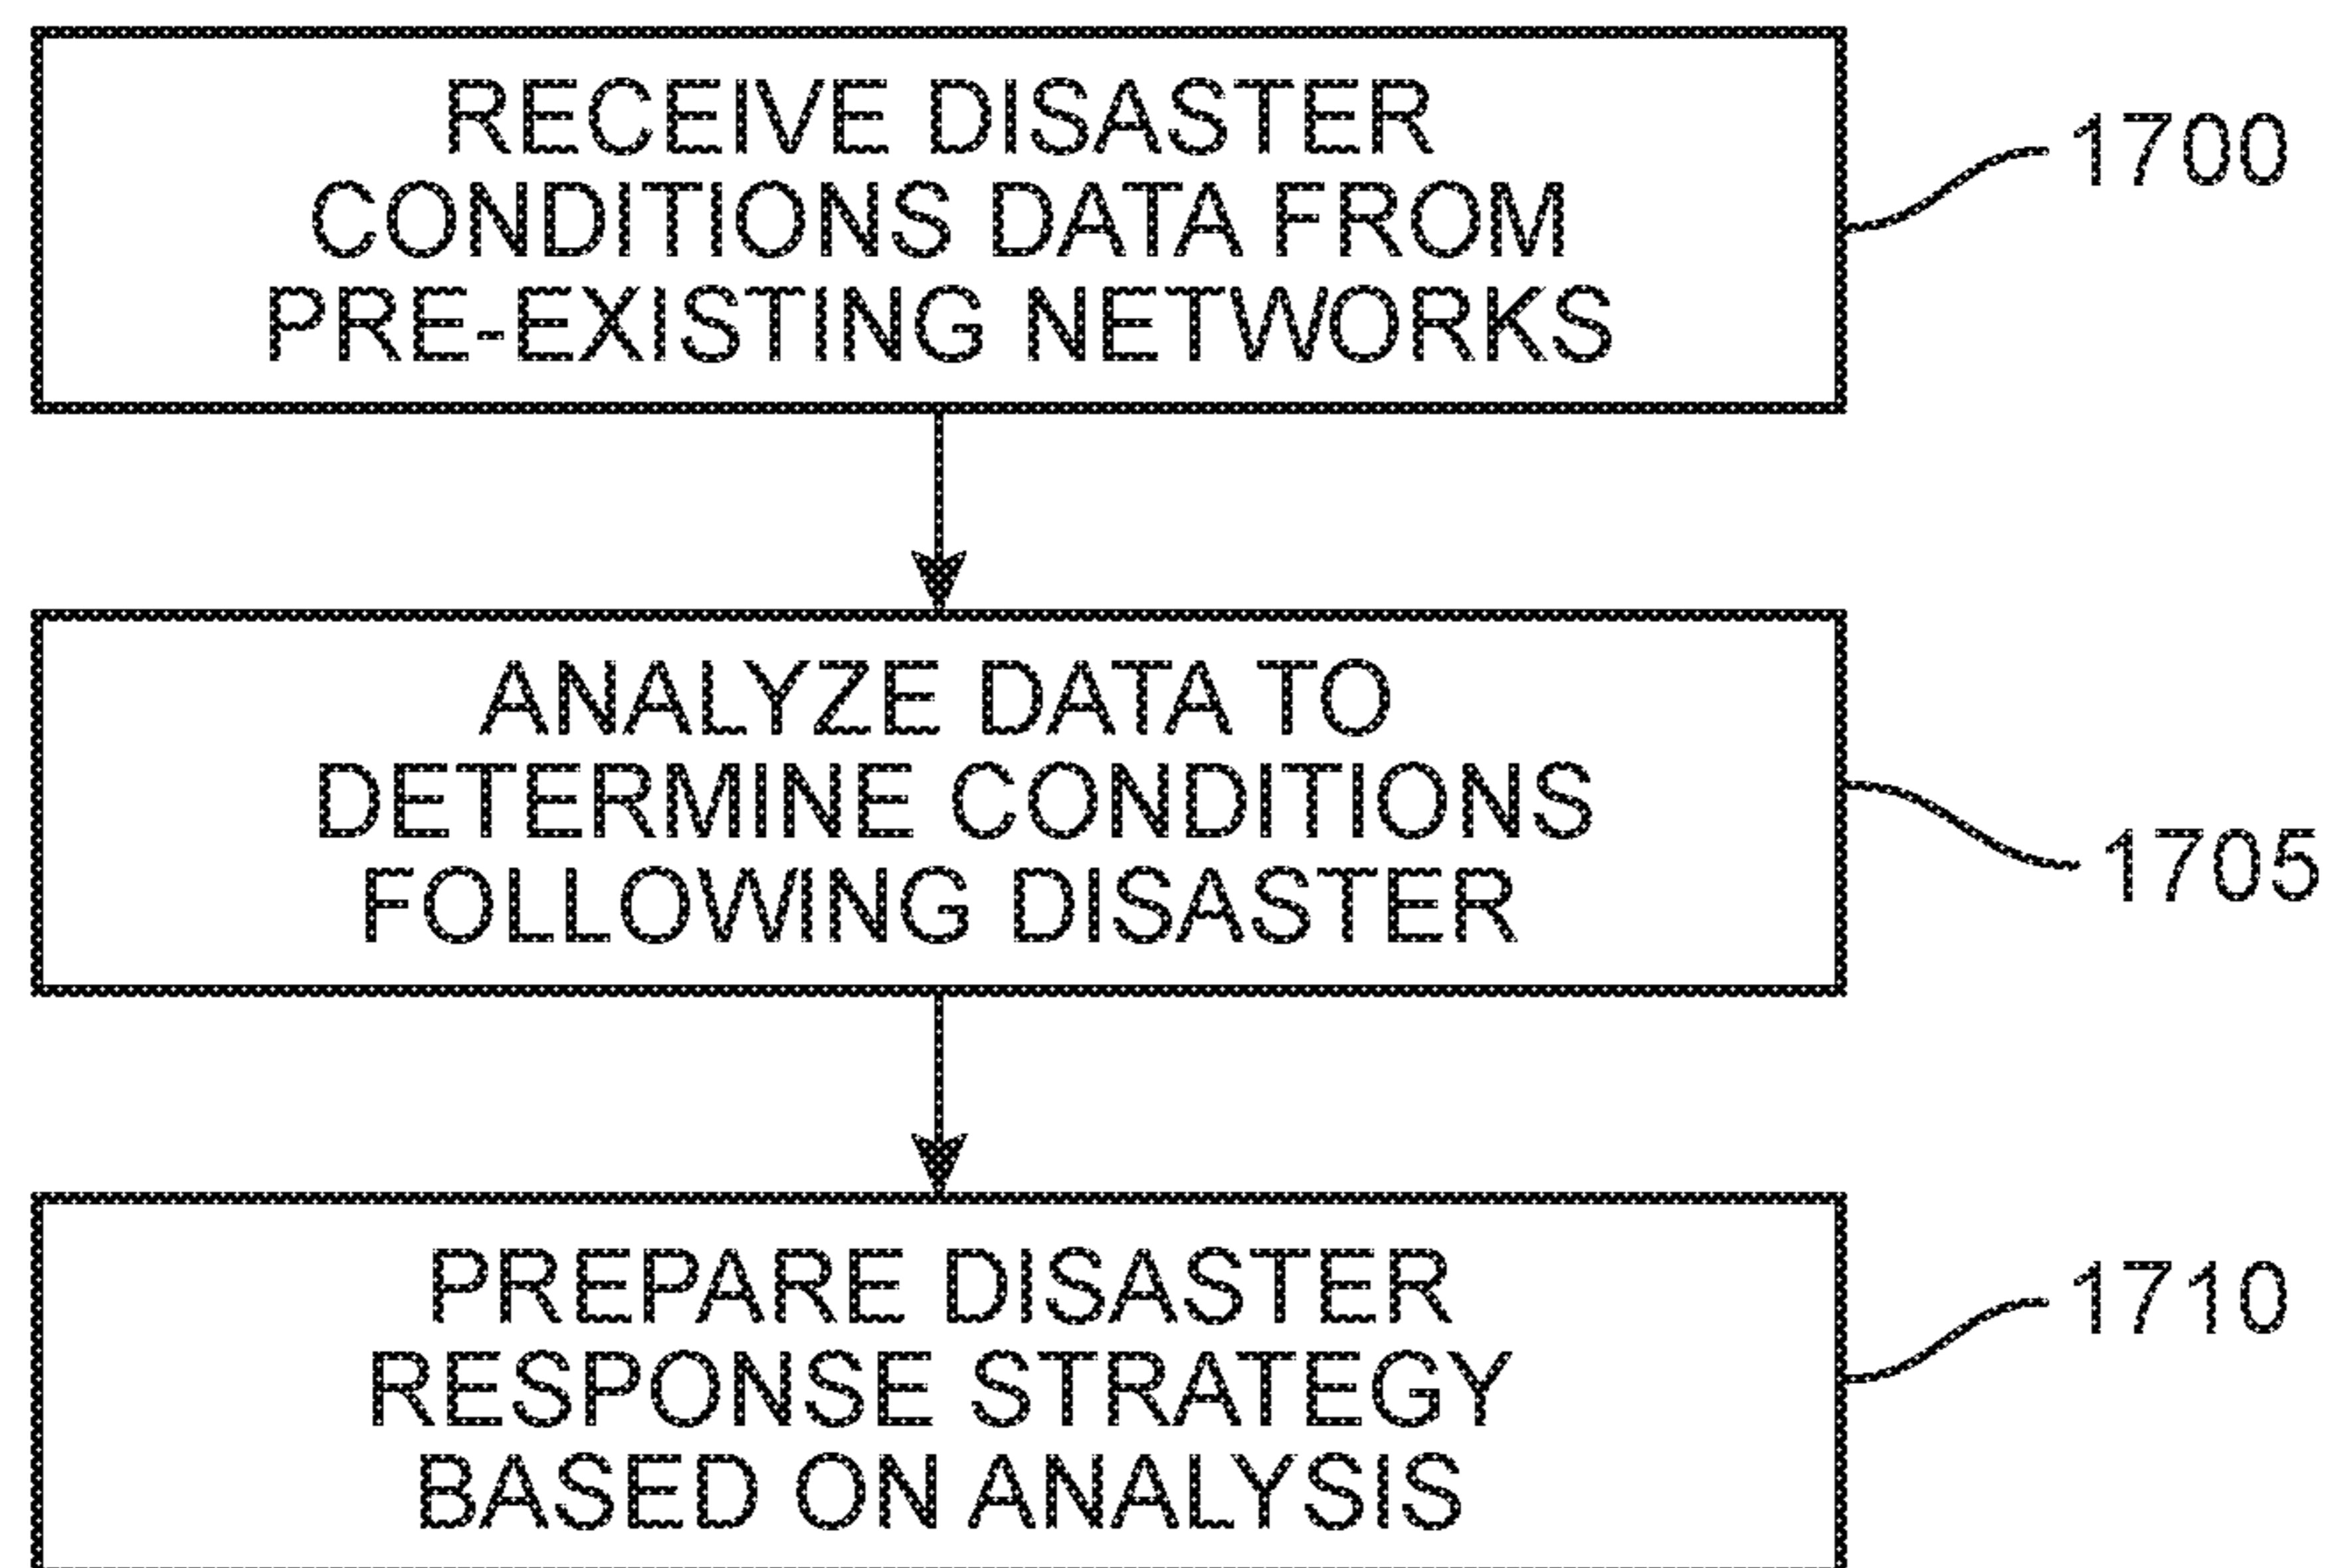 RECEIVE DISASTER
CONDITIONS DATA FROM
PRE-EXISTING NETWORKS
1700
ANALYZE DATA TO
DETERMINE CONDITIONS
FOLLOWING DISASTER
1705
PREPARE DISASTER
RESPONSE STRATEGY
BASED ON ANALYSIS
1710